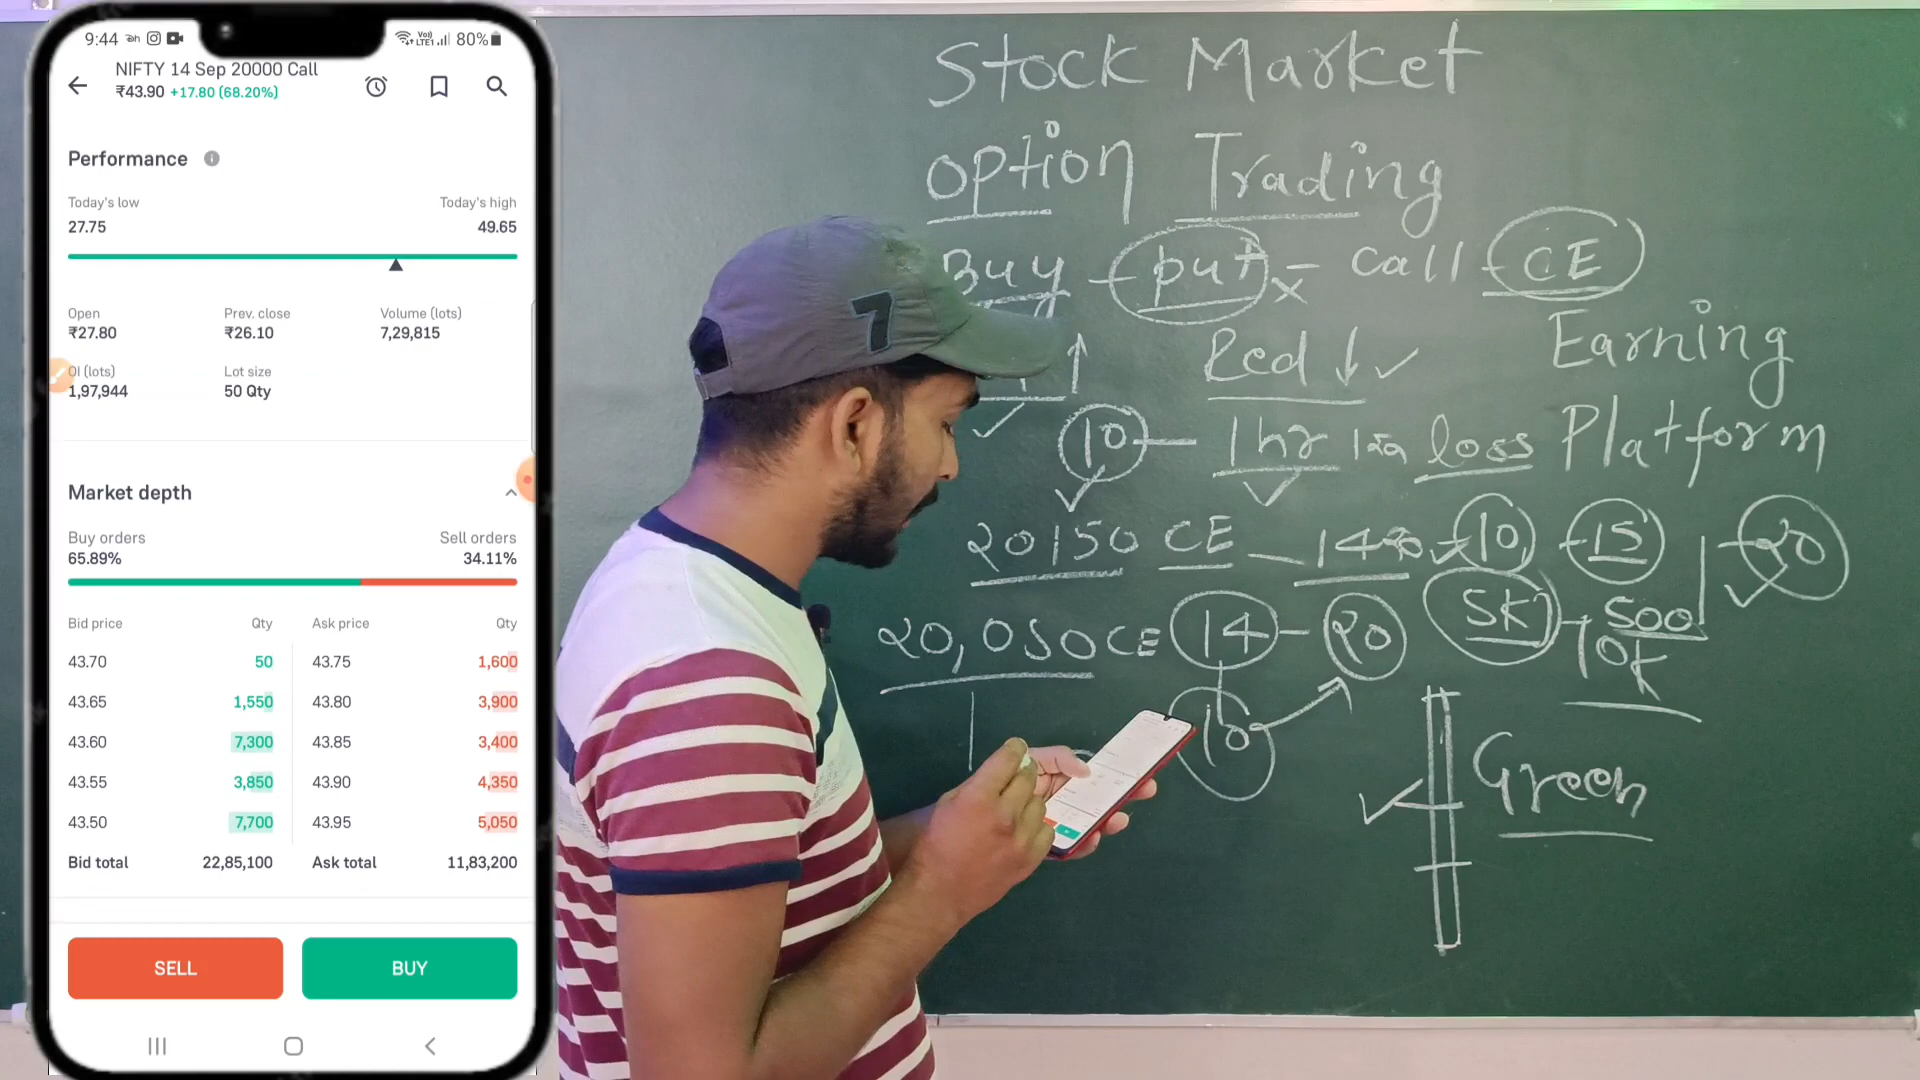 9:44 80%
NIFTY 14 Sep 20000 Call
₹43.90 +17.80 (68.20%)
Performance
Today's low Today's high
27.75 49.65
Open Prev. close Volume (lots)
₹27.80 ₹26.10 7,29,815
OI (lots) Lot size
1,97,944 50 Qty
Market depth
Buy orders Sell orders
65.89% 34.11%
Bid price Qty Ask price Qty
43.70 50 43.75 1,600
43.65 1,550 43.80 3,900
43.60 7,300 43.85 3,400
43.55 3,850 43.90 4,350
43.50 7,700 43.95 5,050
Bid total 22,85,100 Ask total 11,83,200
SELL BUY
Stock Market
Option Trading
Buy - put x - call - CE
Red ↓ ✓ Earning
10 - 1hr loss Platform
20150 CE - 10 - 15 - 20
20,050 CE 14 - 20 5K - 500
10 10k
Green
7